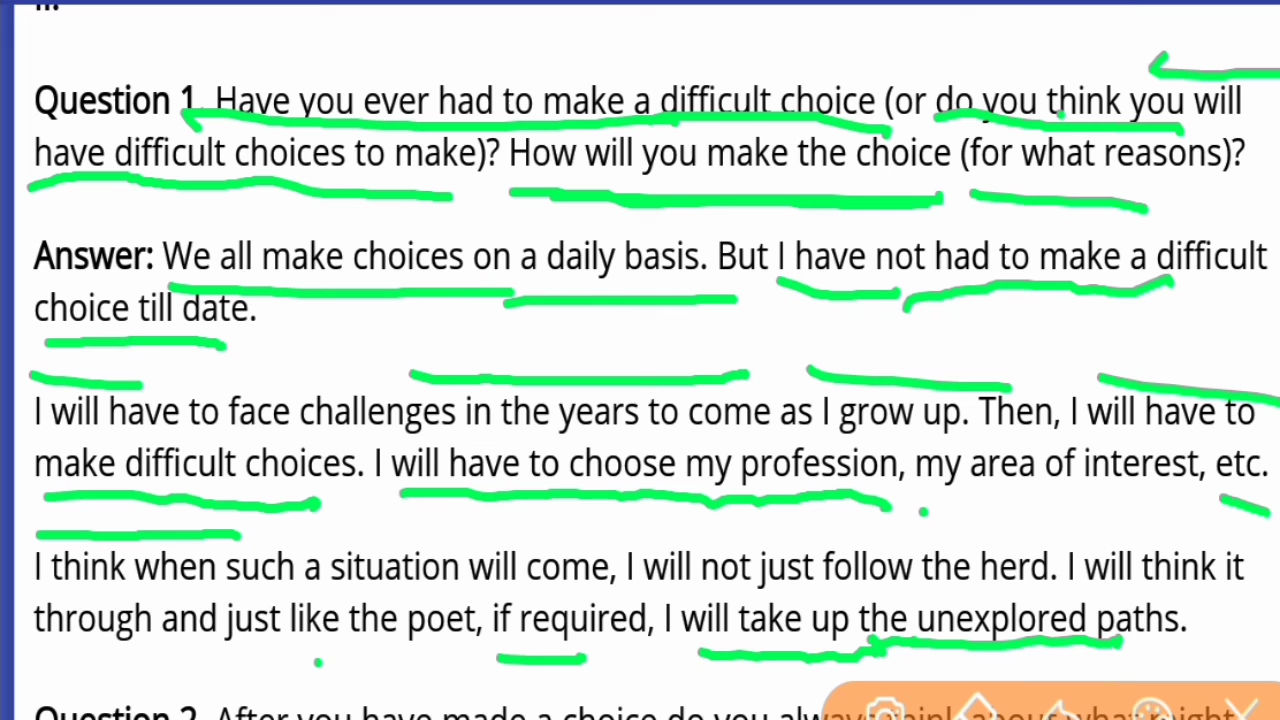 Question 1. Have you ever had to make a difficult choice (or do you think you will
have difficult choices to make)? How will you make the choice (for what reasons)?
Answer: We all make choices on a daily basis. But I have not had to make a difficult
choice till date.
I will have to face challenges in the years to come as I grow up. Then, I will have to
make difficult choices. I will have to choose my profession, my area of interest, etc.
I think when such a situation will come, I will not just follow the herd. I will think it
through and just like the poet, if required, I will take up the unexplored paths.
Question 2. After you have made a choice do you always think about what might